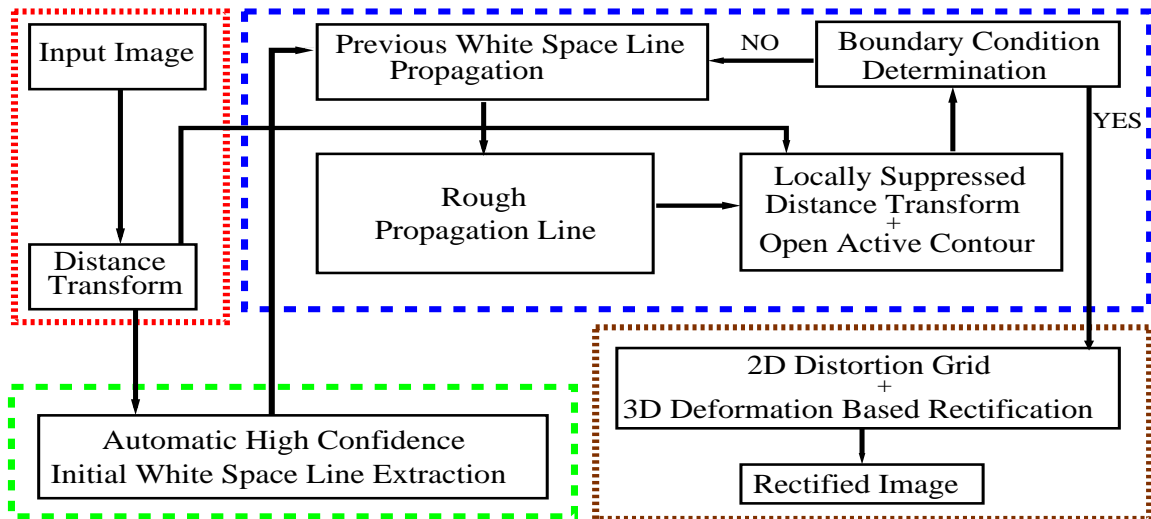 Input Image
Distance
Transform
Previous White Space Line
Propagation
NO
Boundary Condition
Determination
YES
Rough
Propagation Line
Locally Suppressed
Distance Transform
+
Open Active Contour
Automatic High Confidence
Initial White Space Line Extraction
2D Distortion Grid
+
3D Deformation Based Rectification
Rectified Image